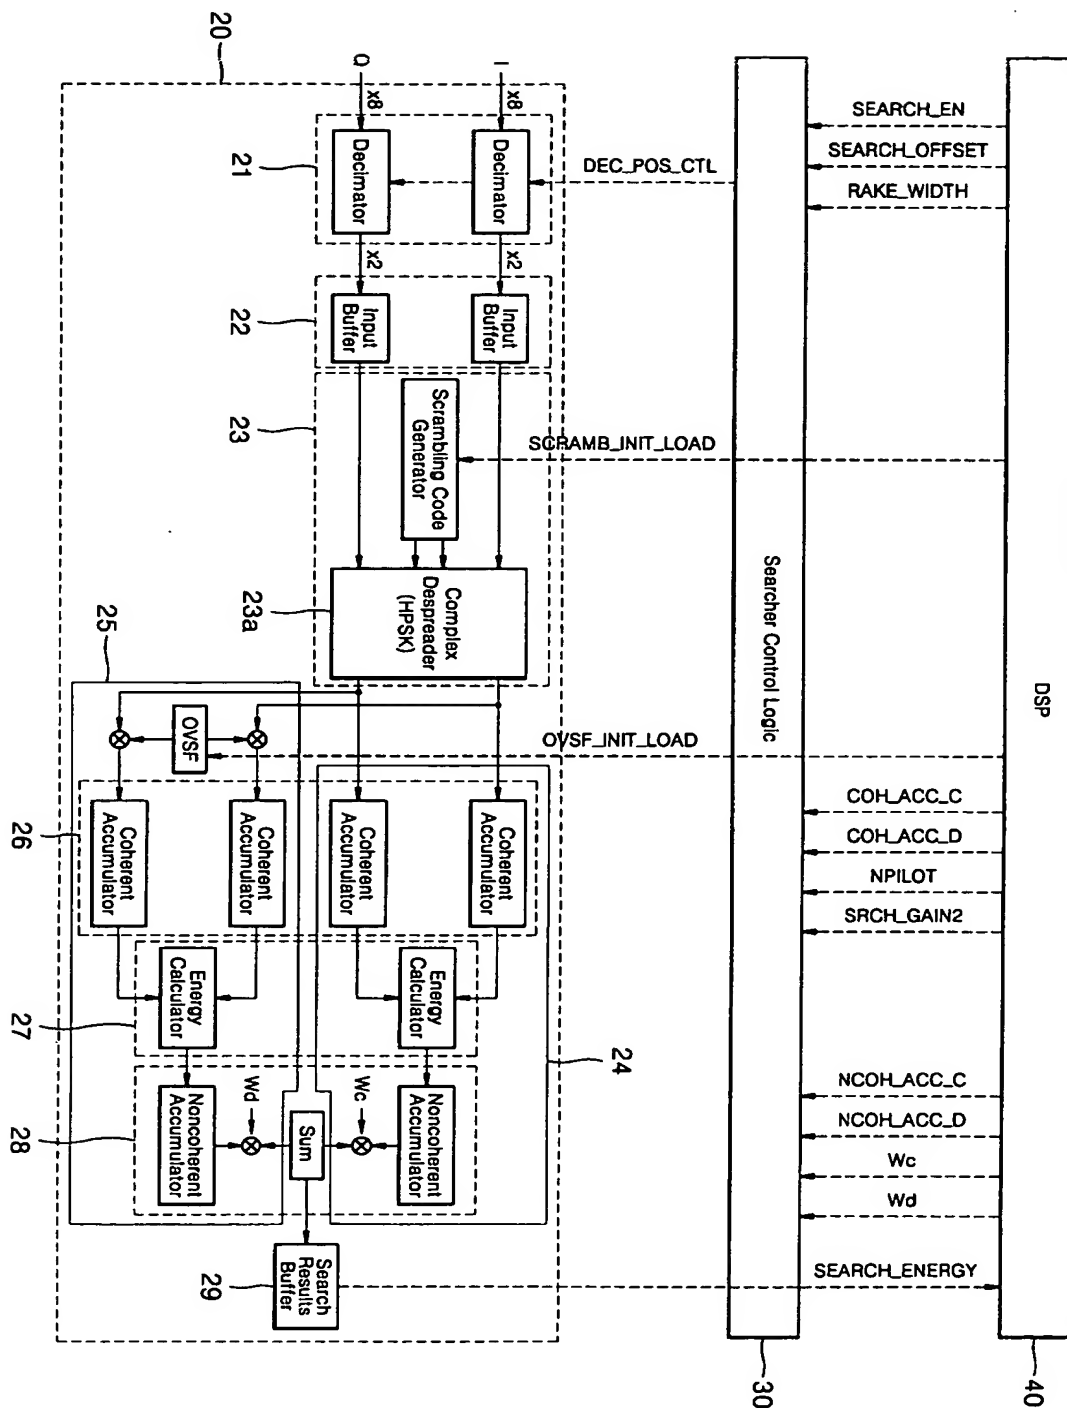 20
Q
I
x8
x8
21
Decimator
Decimator
DEC_POS_CTL
SEARCH_EN
SEARCH_OFFSET
RAKE_WIDTH
x2
x2
22
Input
Buffer
Input
Buffer
23
Scrambling Code
Generator
SCRAMB_INIT_LOAD
23a
Complex
Despreader
(HPSK)
Searcher Control Logic
DSP
25
OVSF
OVSF_INIT_LOAD
26
Coherent
Accumulator
Coherent
Accumulator
Coherent
Accumulator
Coherent
Accumulator
COH_ACC_C
COH_ACC_D
NPILOT
SRCH_GAIN2
27
Energy
Calculator
Energy
Calculator
24
28
Noncoherent
Accumulator
Wd
Sum
Wc
Noncoherent
Accumulator
NCOH_ACC_C
NCOH_ACC_D
Wc
Wd
29
Search
Results
Buffer
SEARCH_ENERGY
30
40